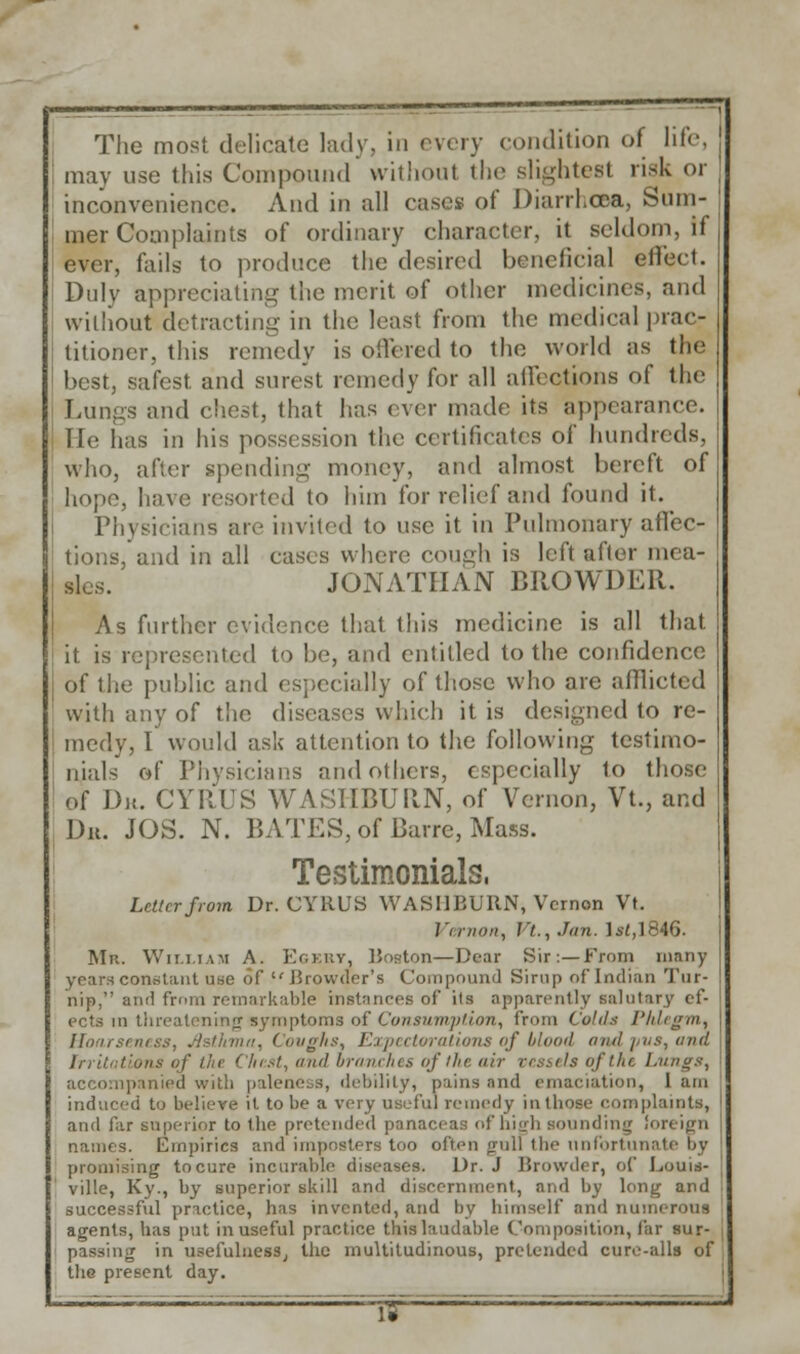 The most delicate lady, in every condition of life,
may use this Compound without the slightest risk or
inconvenience. And in all cases of Diarrhœa, Sum-
mer Complaints of ordinary character, it seldom, if
ever, fails to produce the desired beneficial effect.
Duly appreciating the merit of other medicines, and
without detracting in the least from the medical prac-
titioner, this remedy is offered to the world as the
best, safest and surest remedy for all affections of the
Lungs and chest, that has ever made its appearance.
He has in his possession the certificates of hundreds,
who, after spending money, and almost bereft of
hope, have resorted to him for relief and found it.
Physicians are invited to use it in Pulmonary affec-
tions, and in all cases where cough is left after mea-
sles. JONATHAN BROWDER.
As further evidence that this medicine is all that
it is represented to be, and entitled to the confidence
of the public and especially of those who are afflicted
with any of the diseases which it is designed to re-
medy, I would ask attention to the following testimo-
nials of Physicians and others, especially to those
of DR. CYRUS WASHBURN, of Vernon, Vt., and
DR. JOS. N. BATES, of Barre, Mass.
Testimonials.
Letter from Dr. CYRUS WASHBURN, Vernon Vt.
Vernon, Vt., Jan. 1st,1846.
MR. WILLIAM A. EGERY, Boston—Dear Sir:—From many
years constant use of "Browder's Compound Sirup of Indian Tur-
nip," and from remarkable instances of its apparently salutary ef-
ects in threatening symptoms of Consumption, from Colds Phlegm,
Hoarseness, Asthma, Coughs, Expectorations of blood and pus, and
Irritations of the Chest, and branches of the air vessels of the Lungs,
accompanied with paleness, debility, pains and emaciation, I am
induced to believe it to be a very useful remedy in those complaints,
and far superior to the pretended panaceas of high sounding foreign
names. Empirics and imposters too often gull the unfortunate by
promising to cure incurable diseases. Dr. J Browder, of Louis-
ville, Ky., by superior skill and discernment, and by long and
successful practice, has invented, and by himself and numerous
agents, has put in useful practice this laudable Composition, far sur-
passing in usefulness, the multitudinous, pretended cure-alls of
the present day.